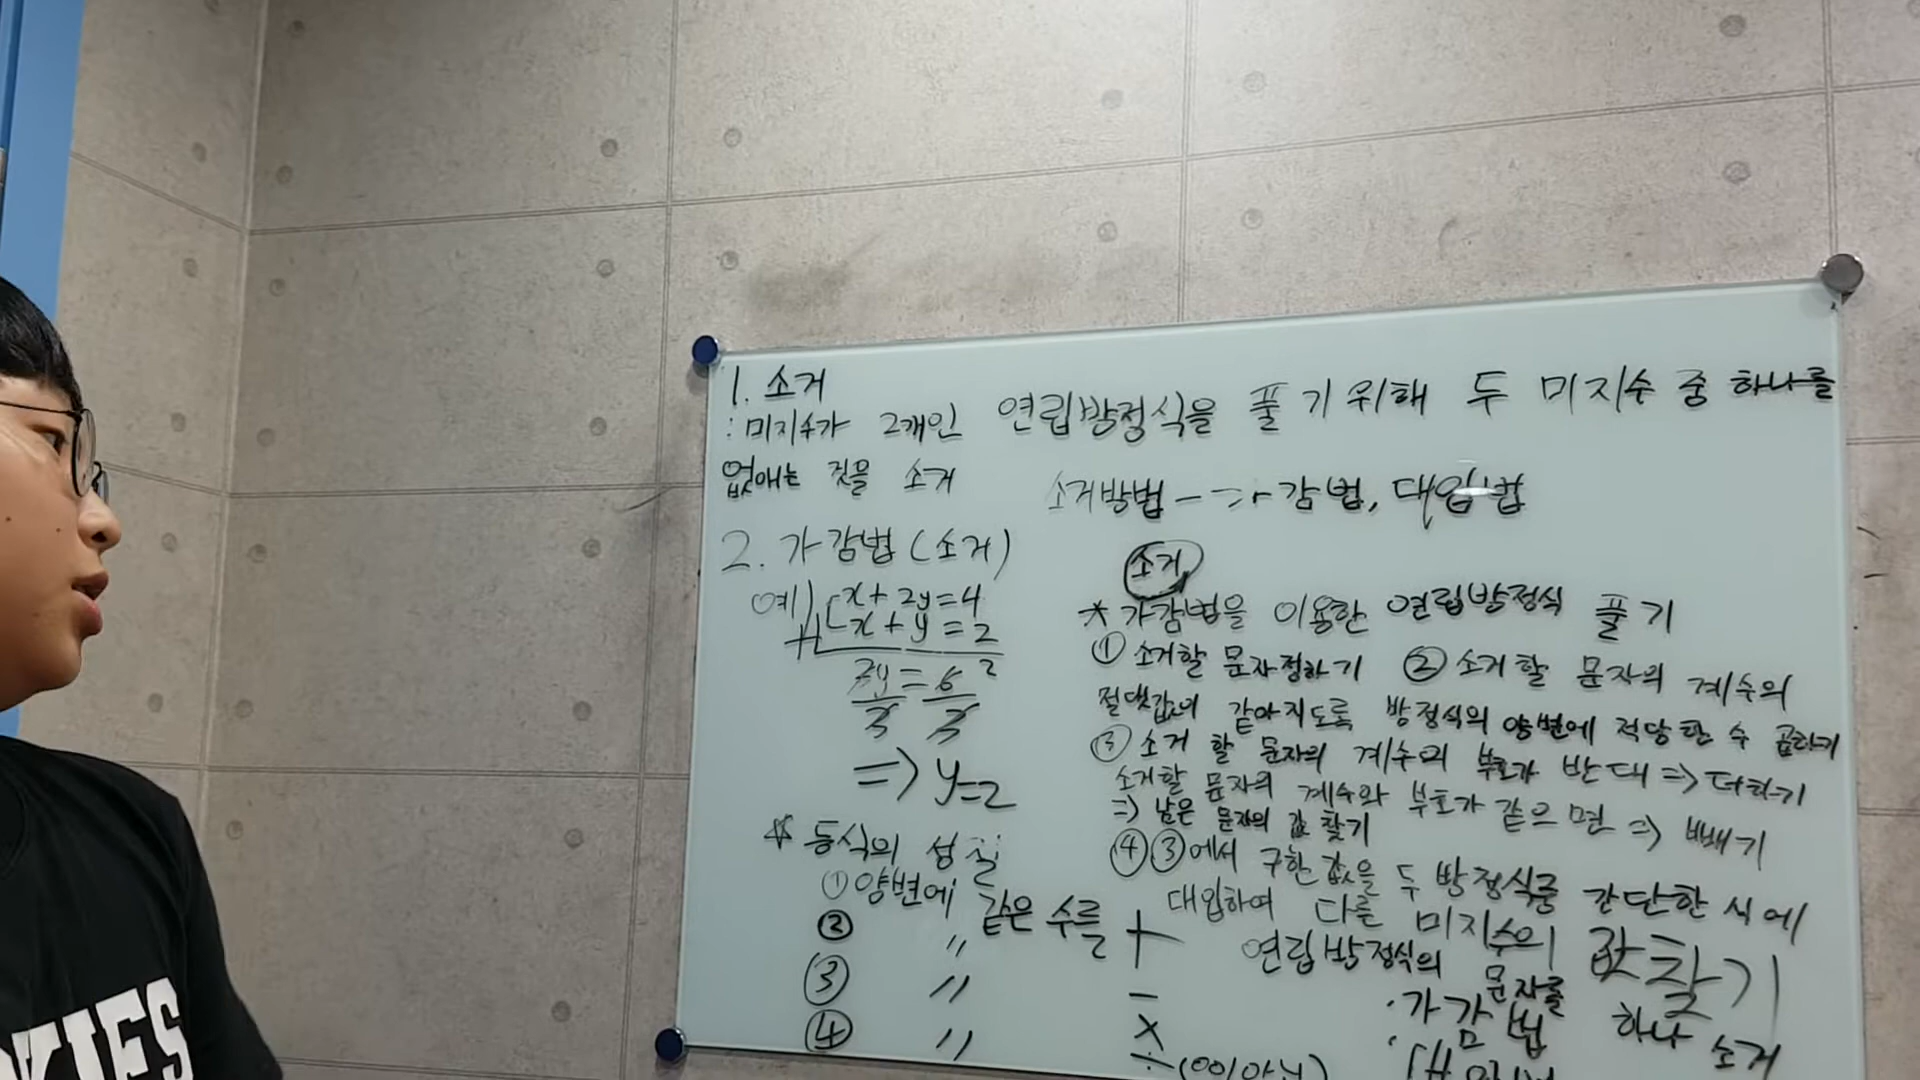 1. 소거
: 미지수가 2개인 연립방정식을 풀기위해 두 미지수 중 하나를
없애는 것을 소거
소거방법 → 가감법, 대입법
2. 가감법 (소거)
예) x+2y=4
+ x+y=2
3y=6 2
3 3
=> y=2
☆ 등식의 성질
① 양변에 같은 수를 +
② 〃 −
③ 〃 ×
④ 〃 ÷ (0이 아닌)
소거
* 가감법을 이용한 연립방정식 풀기
① 소거할 문자정하기 ② 소거할 문자의 계수의
절댓값이 같아지도록 방정식의 양변에 적당한 수 곱하기
③ 소거 할 문자의 계수의 부호가 반대 => 더하기
소거할 문자의 계수와 부호가 같으면 => 빼기
=> 남은 문자의 값 찾기
④ ③에서 구한값을 두 방정식중 간단한 식에
대입하여 다른 미지수의 값찾기
연립방정식의 문자를 하나 소거
· 가감법